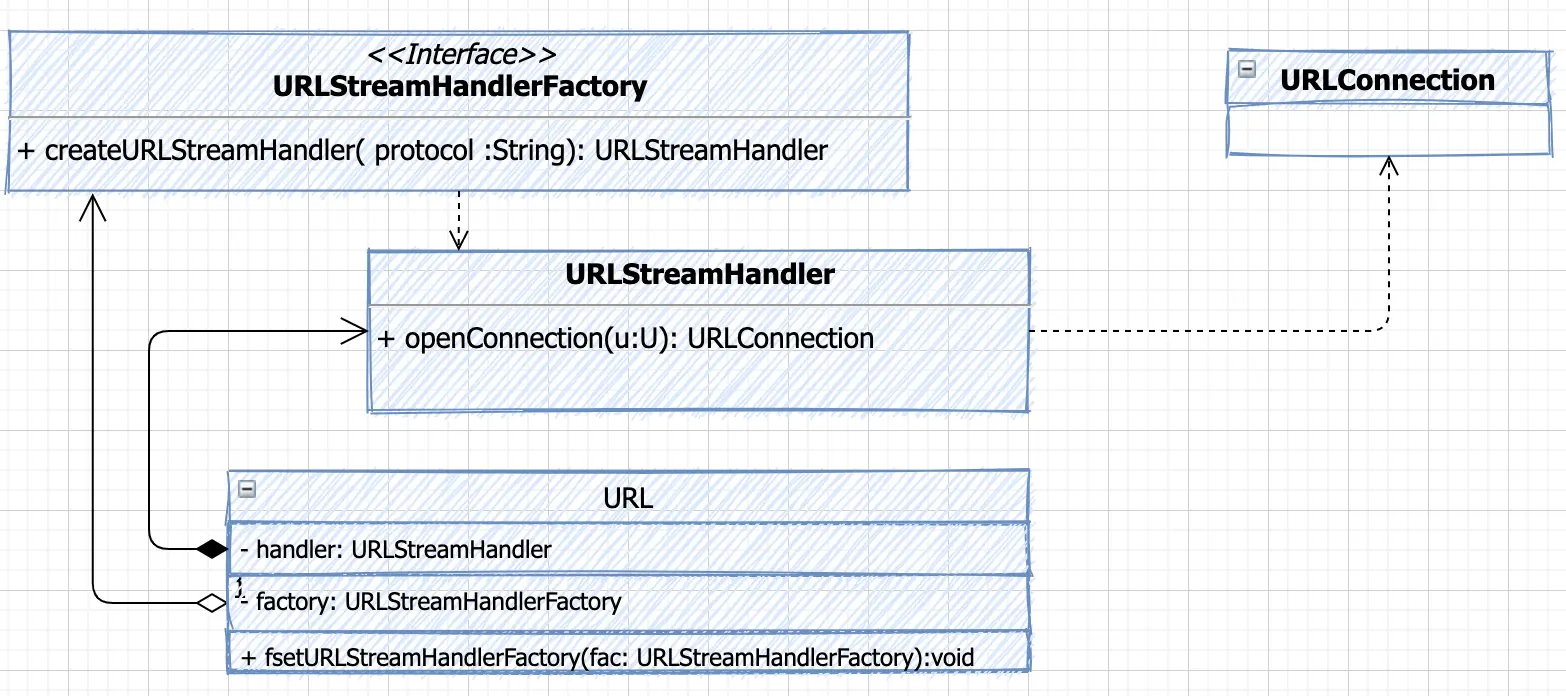 <<Interface>>
URLStreamHandlerFactory
+ createURLStreamHandler( protocol :String): URLStreamHandler
URLConnection
URLStreamHandler
+ openConnection(u:U): URLConnection
URL
- handler: URLStreamHandler
- factory: URLStreamHandlerFactory
+ fsetURLStreamHandlerFactory(fac: URLStreamHandlerFactory):void